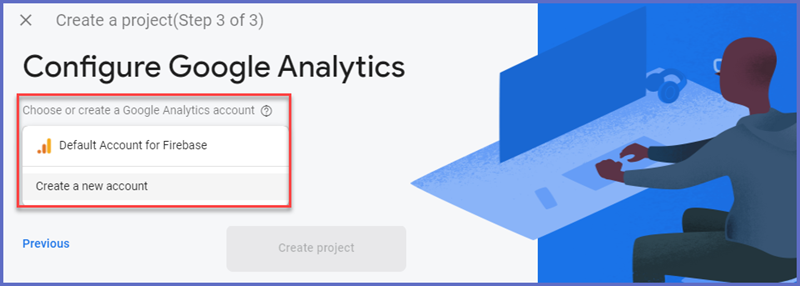 Create a project(Step 3 of 3)
Configure Google Analytics
Choose or create a Google Analytics account
Default Account for Firebase
Create a new account
Previous
Create project